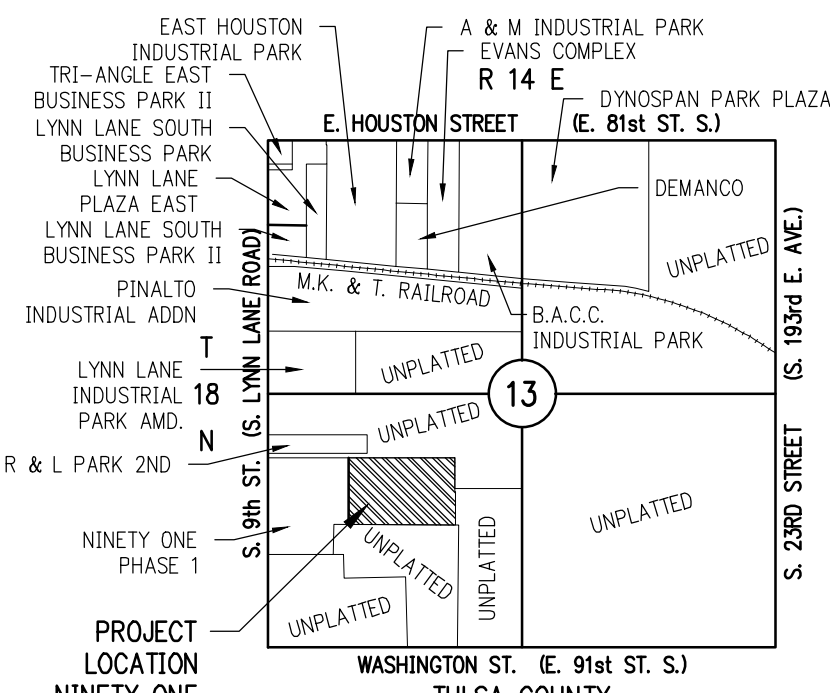 EAST HOUSTON
INDUSTRIAL PARK
A & M INDUSTRIAL PARK
EVANS COMPLEX
R 14 E
TRI-ANGLE EAST
BUSINESS PARK II
DYNOSPAN PARK PLAZA
E. HOUSTON STREET (E. 81st ST. S.)
LYNN LANE SOUTH
BUSINESS PARK
LYNN LANE
PLAZA EAST
DEMANCO
LYNN LANE SOUTH
BUSINESS PARK II
UNPLATTED
M.K. & T. RAILROAD
PINALTO
INDUSTRIAL ADDN
B.A.C.C.
INDUSTRIAL PARK
(S. 193rd E. AVE.)
S. 23RD STREET
S. 9th ST. (S. LYNN LANE ROAD)
T
18
N
LYNN LANE
INDUSTRIAL
PARK AMD.
UNPLATTED
13
UNPLATTED
R & L PARK 2ND
UNPLATTED
NINETY ONE
PHASE 1
UNPLATTED
UNPLATTED
UNPLATTED
PROJECT
LOCATION
NINETY ONE
WASHINGTON ST. (E. 91st ST. S.)
TULSA COUNTY